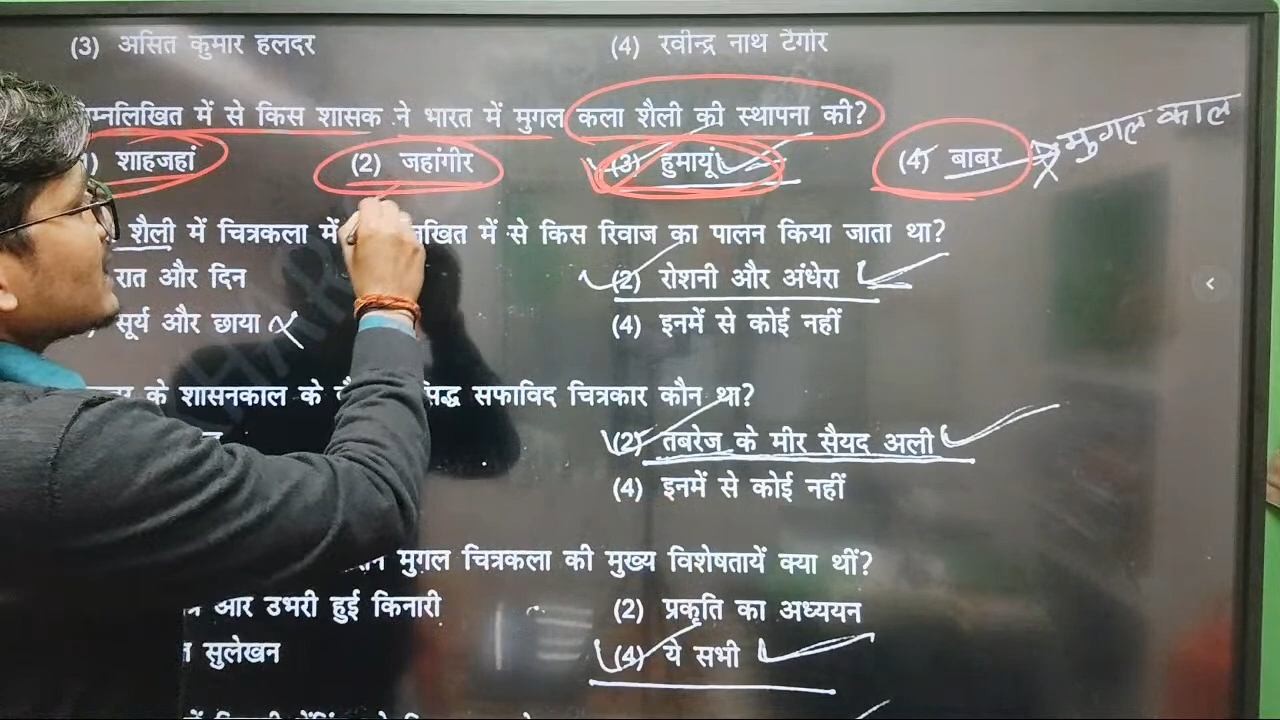 (3) असित कुमार हलदर (4) रवीन्द्र नाथ टैगोर
म्नलिखित में से किस शासक ने भारत में मुगल कला शैली की स्थापना की?
) शाहजहां (2) जहांगीर (3) हुमायूं (4) बाबर मुगल काल
शैली में चित्रकला में खित में से किस रिवाज का पालन किया जाता था?
रात और दिन (2) रोशनी और अंधेरा
सूर्य और छाया (4) इनमें से कोई नहीं
के शासनकाल के सिद्ध सफाविद चित्रकार कौन था?
(2) तबरेज के मीर सैयद अली
(4) इनमें से कोई नहीं
मुगल चित्रकला की मुख्य विशेषतायें क्या थीं?
और उभरी हुई किनारी (2) प्रकृति का अध्ययन
सुलेखन (4) ये सभी